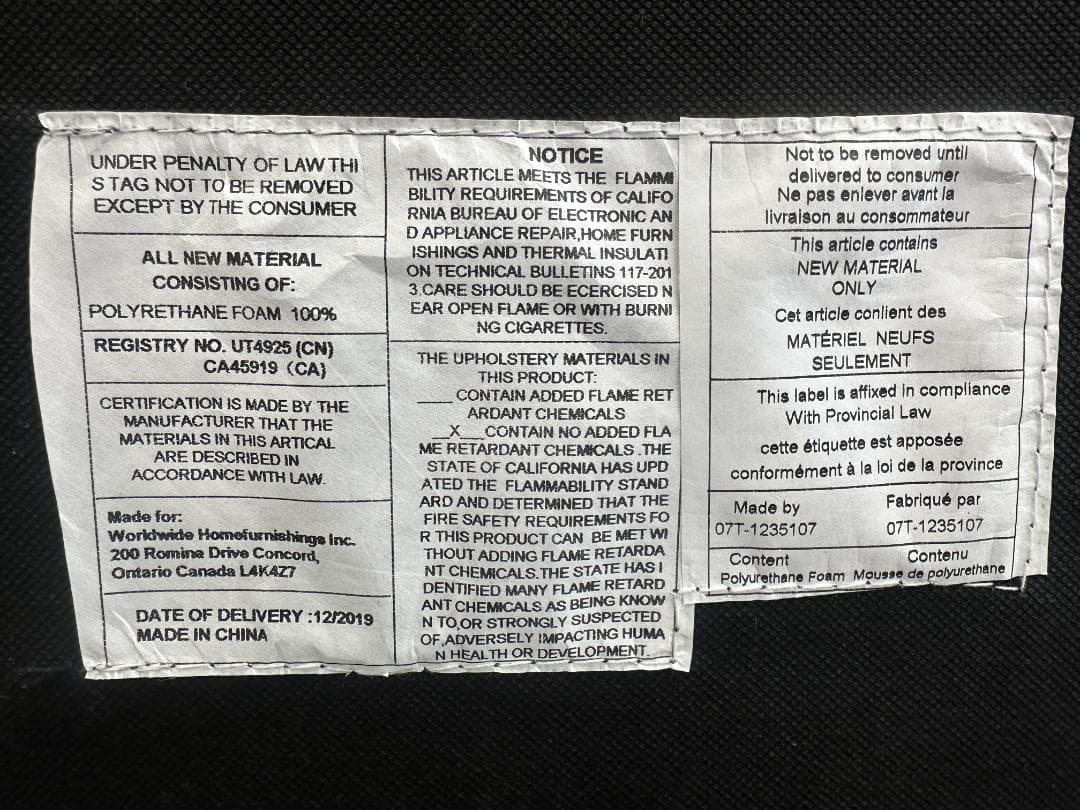 UNDER PENALTY OF LAW THI
S TAG NOT TO BE REMOVED
EXCEPT BY THE CONSUMER
ALL NEW MATERIAL
CONSISTING OF:
POLYRETHANE FOAM 100%
REGISTRY NO. UT4925 (CN)
CA45919 (CA)
CERTIFICATION IS MADE BY THE
MANUFACTURER THAT THE
MATERIALS IN THIS ARTICAL
ARE DESCRIBED IN
ACCORDANCE WITH LAW.
Made for:
Workdwide Homefurnishings Inc.
200 Romina Drive Concord,
Ontario Canada L4K4Z7
DATE OF DELIVERY :12/2019
MADE IN CHINA
NOTICE
THIS ARTICLE MEETS THE FLAMMI
BILITY REQUIREMENTS OF CALIFO
RNIA BUREAU OF ELECTRONIC AN
D APPLIANCE REPAIR,HOME FURN
ISHINGS AND THERMAL INSULATI
ON TECHNICAL BULLETINS 117-201
3.CARE SHOULD BE ECERCISED N
EAR OPEN FLAME OR WITH BURNI
NG CIGARETTES.
THE UPHOLSTERY MATERIALS IN
THIS PRODUCT:
___ CONTAIN ADDED FLAME RET
ARDANT CHEMICALS
__X__CONTAIN NO ADDED FLA
ME RETARDANT CHEMICALS .THE
STATE OF CALIFORNIA HAS UPD
ATED THE FLAMMABILITY STAND
ARD AND DETERMINED THAT THE
FIRE SAFETY REQUIREMENTS FO
R THIS PRODUCT CAN BE MET WI
THOUT ADDING FLAME RETARDA
NT CHEMICALS.THE STATE HAS I
DENTIFIED MANY FLAME RETARD
ANT CHEMICALS AS BEING KNOW
N TO,OR STRONGLY SUSPECTED
OF,ADVERSELY IMPACTING HUMA
N HEALTH OR DEVELOPMENT.
Not to be removed until
delivered to consumer
Ne pas enlever avant la
livraison au consommateur
This article contains
NEW MATERIAL
ONLY
Cet article conlient des
MATÉRIEL NEUFS
SEULEMENT
This label is affixed in compliance
With Provincial Law
cette étiquette est apposée
conformément à la loi de la province
Made by Fabriqué par
07T-1235107 07T-1235107
Content Contenu
Polyurethane Foam Mousse de polyurethane